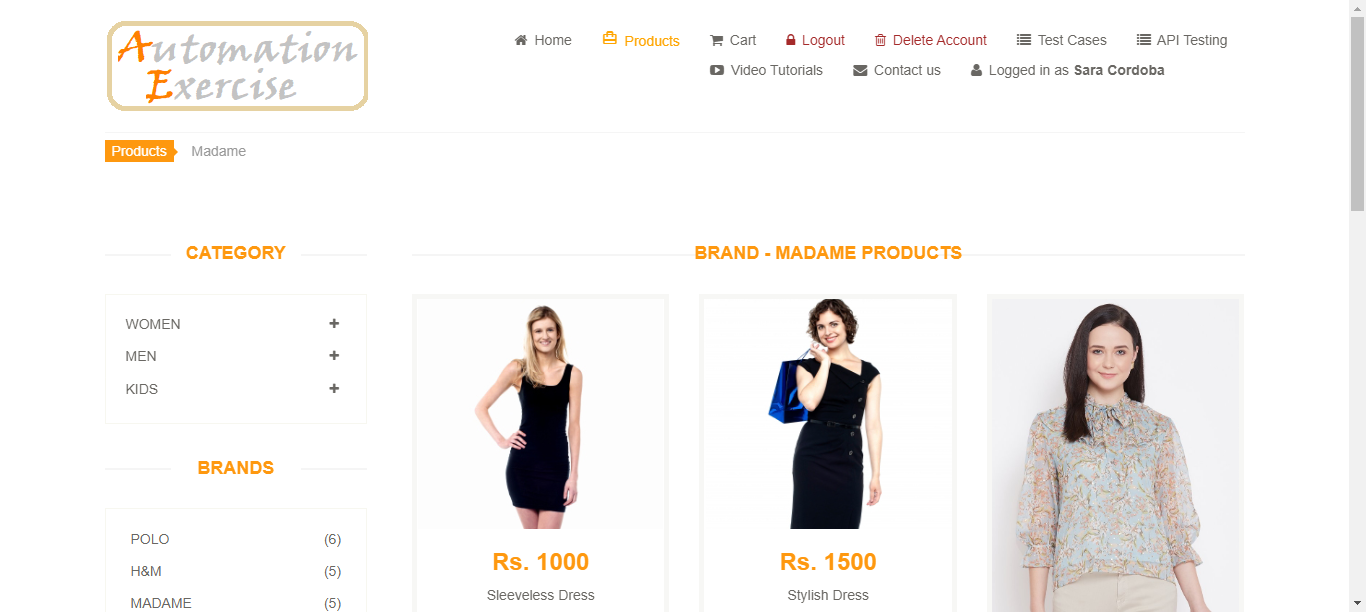 Automation
Exercise
Home Products Cart Logout Delete Account Test Cases API Testing
Video Tutorials Contact us Logged in as Sara Cordoba
Products Madame
CATEGORY
WOMEN
MEN
KIDS
BRANDS
POLO (6)
H&M (5)
MADAME (5)
BRAND - MADAME PRODUCTS
Rs. 1000
Sleeveless Dress
Rs. 1500
Stylish Dress